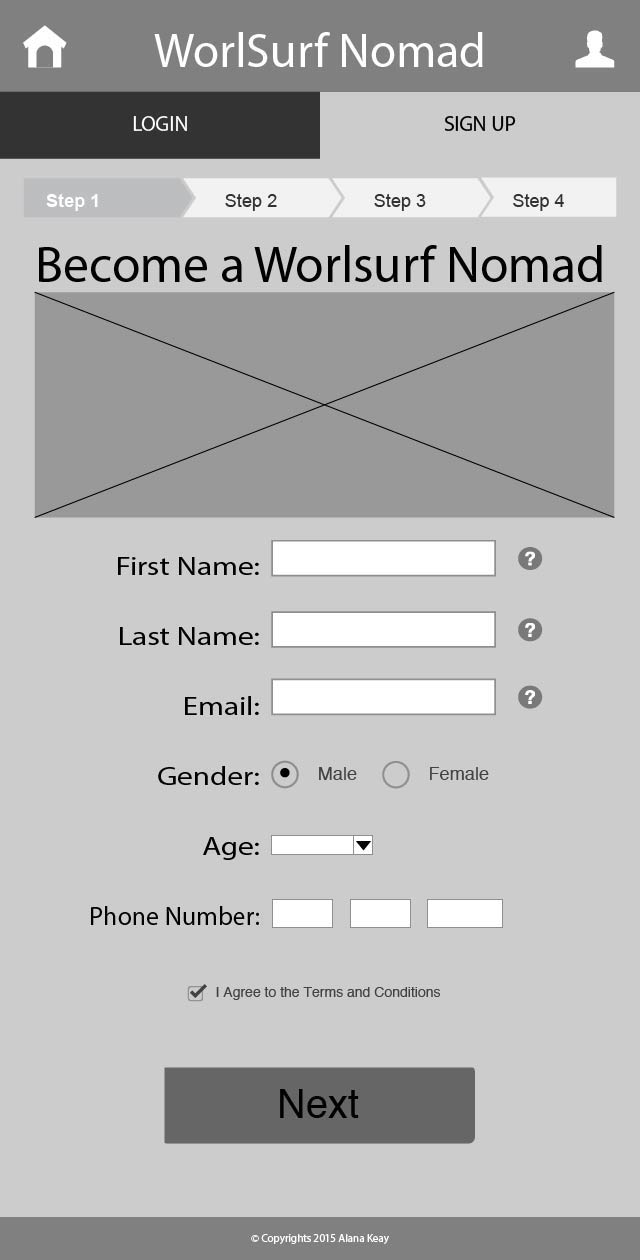 WorlSurf Nomad
LOGIN SIGN UP
Step 1 Step 2 Step 3 Step 4
Become a Worlsurf Nomad
First Name: ?
Last Name: ?
Email: ?
Gender: Male Female
Age:
Phone Number:
I Agree to the Terms and Conditions
Next
© Copyrights 2015 Alana Keay